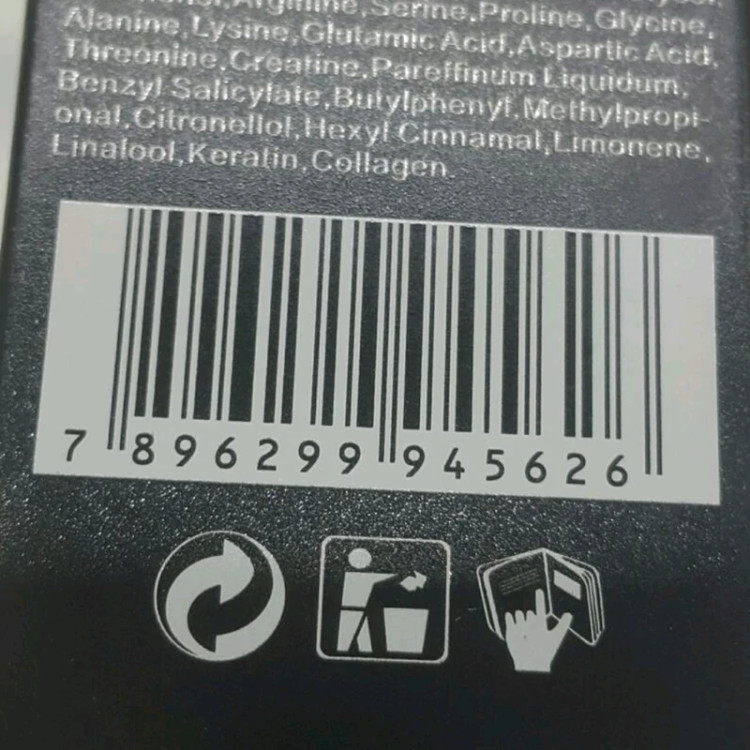 Arginine,Serine,Proline,Glycine,
Alanine,Lysine,Glutamic Acid,Aspartic Acid,
Threonine,Creatine,Pareffinum Liquidum,
Benzyl Salicylate,Butylphenyl,Methylpropi-
onal,Citronellol,Hexyl Cinnamal,Limonene,
Linalool,Keratin,Collagen.
7 896299 945626